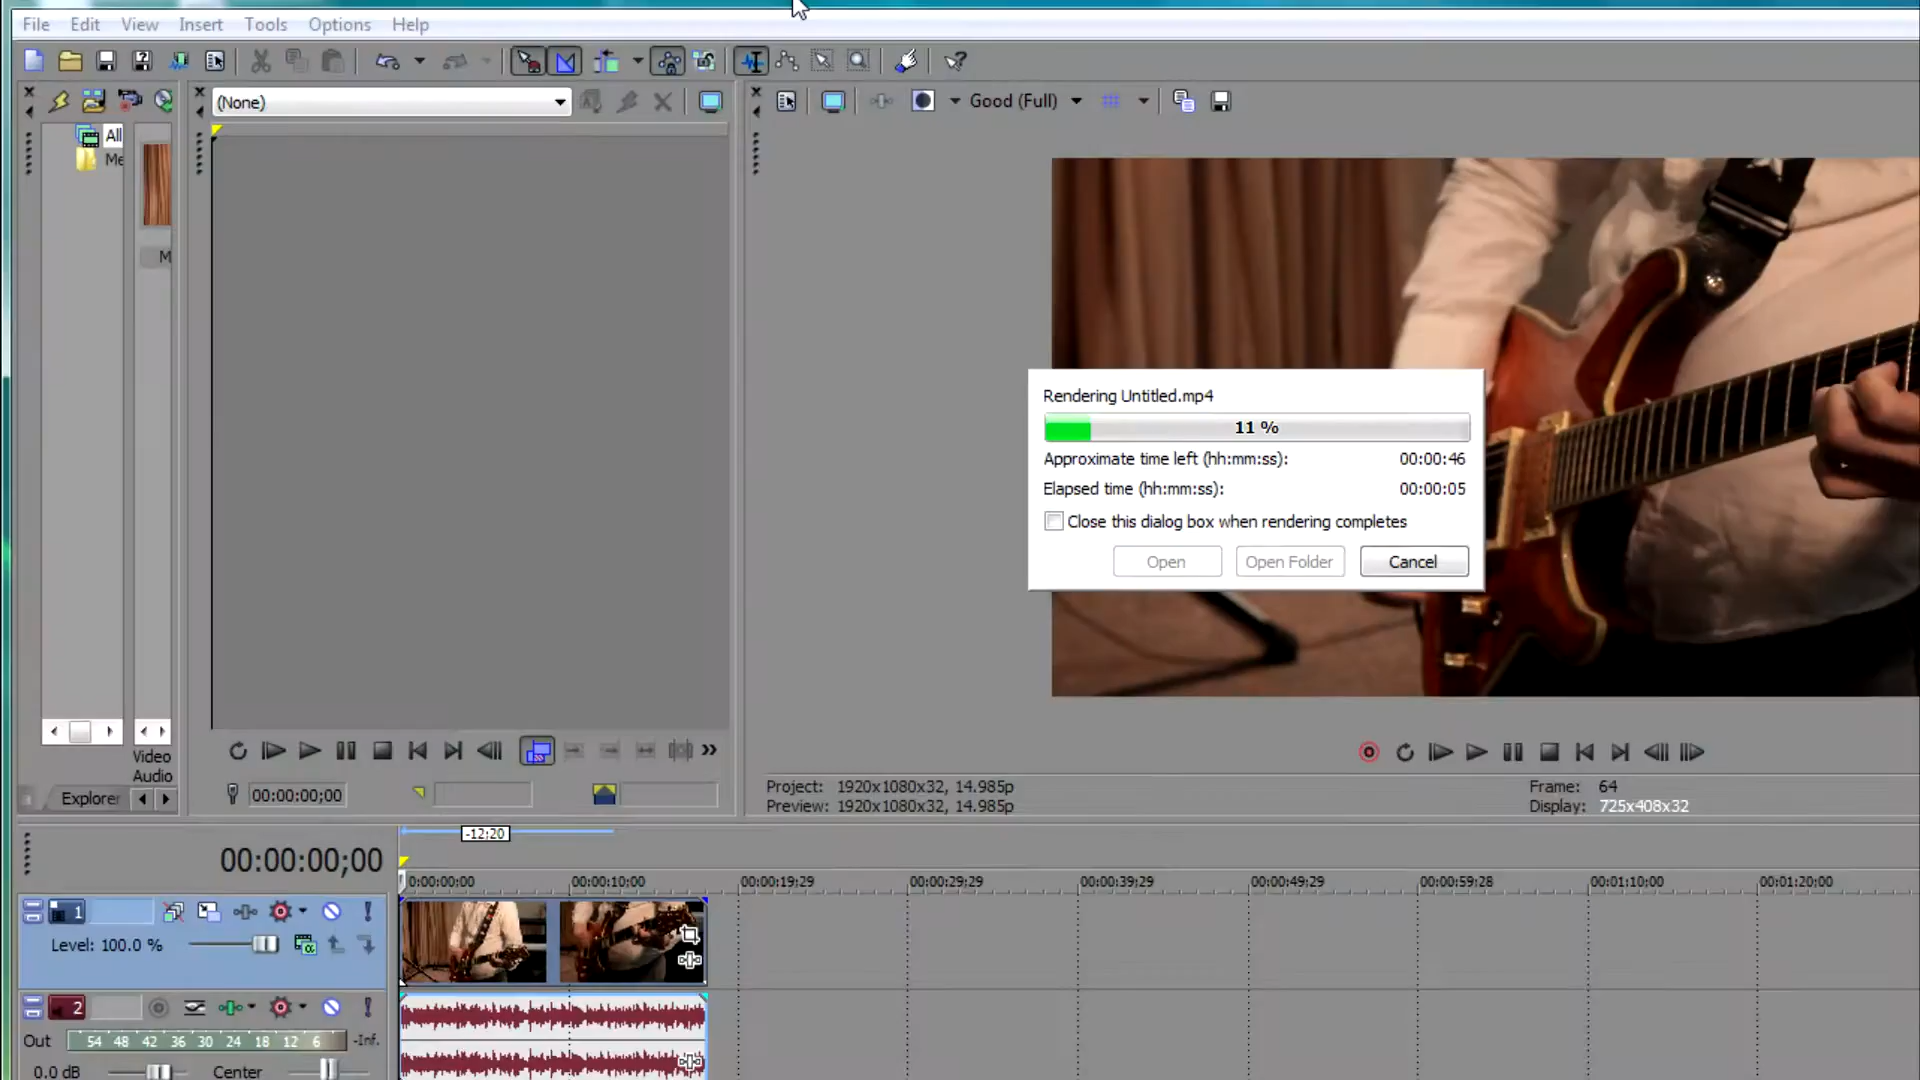 File Edit View Insert Tools Options Help
(None)
Good (Full)
All
Me
M
Rendering Untitled.mp4
11 %
Approximate time left (hh:mm:ss): 00:00:46
Elapsed time (hh:mm:ss): 00:00:05
Close this dialog box when rendering completes
Open Open Folder Cancel
Video
Audio
Explorer
00:00:00;00
Project: 1920x1080x32, 14.985p
Preview: 1920x1080x32, 14.985p
Frame: 64
Display: 725x408x32
-12;20
00:00:00;00
0:00:00;00 00:00:10;00 00:00:19;29 00:00:29;29 00:00:39;29 00:00:49;29 00:00:59;28 00:01:10;00 00:01:20;00
1
Level: 100.0 %
2
Out 54 48 42 36 30 24 18 12 6 -Inf.
0.0 dB Center